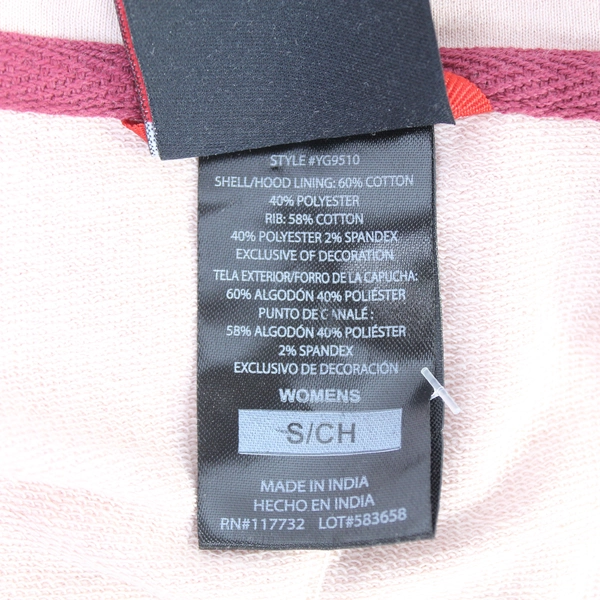 STYLE #YG9510
SHELL/HOOD LINING: 60% COTTON
40% POLYESTER
RIB: 58% COTTON
40% POLYESTER 2% SPANDEX
EXCLUSIVE OF DECORATION
TELA EXTERIOR/FORRO DE LA CAPUCHA:
60% ALGODÓN 40% POLIÉSTER
PUNTO DE CANALÉ :
58% ALGODÓN 40% POLIÉSTER
2% SPANDEX
EXCLUSIVO DE DECORACIÓN
WOMENS
S/CH
MADE IN INDIA
HECHO EN INDIA
RN#117732 LOT#583658